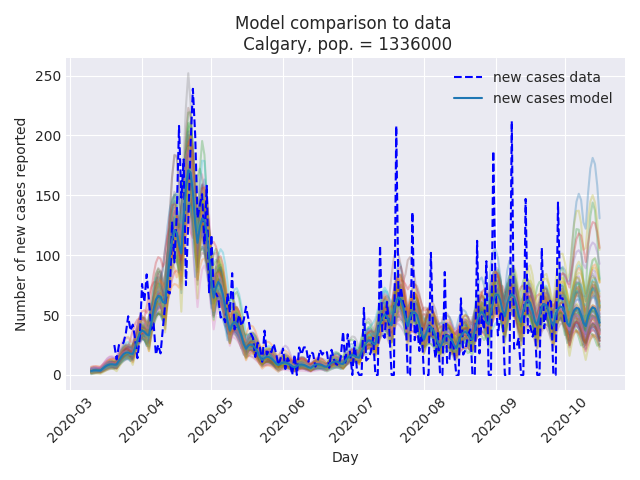 Model comparison to data
Calgary, pop. = 1336000
new cases data
new cases model
Number of new cases reported
250
200
150
100
50
0
2020-03
2020-04
2020-05
2020-06
2020-07
2020-08
2020-09
2020-10
Day